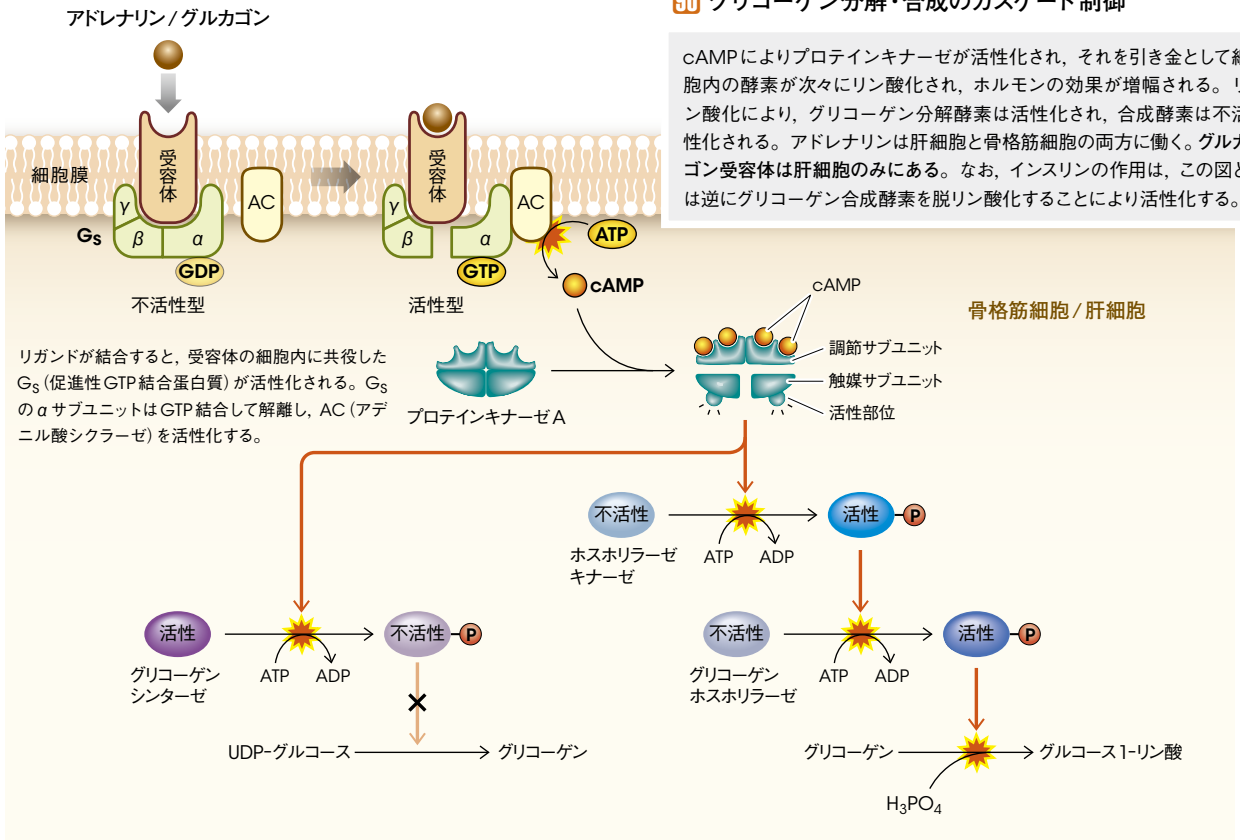 アドレナリン/グルカゴン
50 グリコーゲン分解・合成のカスケード制御
cAMPによりプロテインキナーゼが活性化され,それを引き金として細
胞内の酵素が次々にリン酸化され,ホルモンの効果が増幅される。リ
ン酸化により,グリコーゲン分解酵素は活性化され,合成酵素は不活
性化される。アドレナリンは肝細胞と骨格筋細胞の両方に働く。グルカ
ゴン受容体は肝細胞のみにある。なお,インスリンの作用は,この図と
は逆にグリコーゲン合成酵素を脱リン酸化することにより活性化する。
細胞膜
受容体
AC
γ
β
α
Gs
GDP
不活性型
受容体
AC
γ
β
α
GTP
活性型
ATP
cAMP
リガンドが結合すると,受容体の細胞内に共役した
GS(促進性GTP結合蛋白質)が活性化される。GS
のαサブユニットはGTP結合して解離し,AC(アデ
ニル酸シクラーゼ)を活性化する。
プロテインキナーゼA
cAMP
調節サブユニット
触媒サブユニット
活性部位
骨格筋細胞/肝細胞
不活性
ホスホリラーゼ
キナーゼ
ATP
ADP
活性
P
活性
グリコーゲン
シンターゼ
ATP
ADP
不活性
P
UDP-グルコース
グリコーゲン
不活性
グリコーゲン
ホスホリラーゼ
ATP
ADP
活性
P
グリコーゲン
グルコース1-リン酸
H3PO4